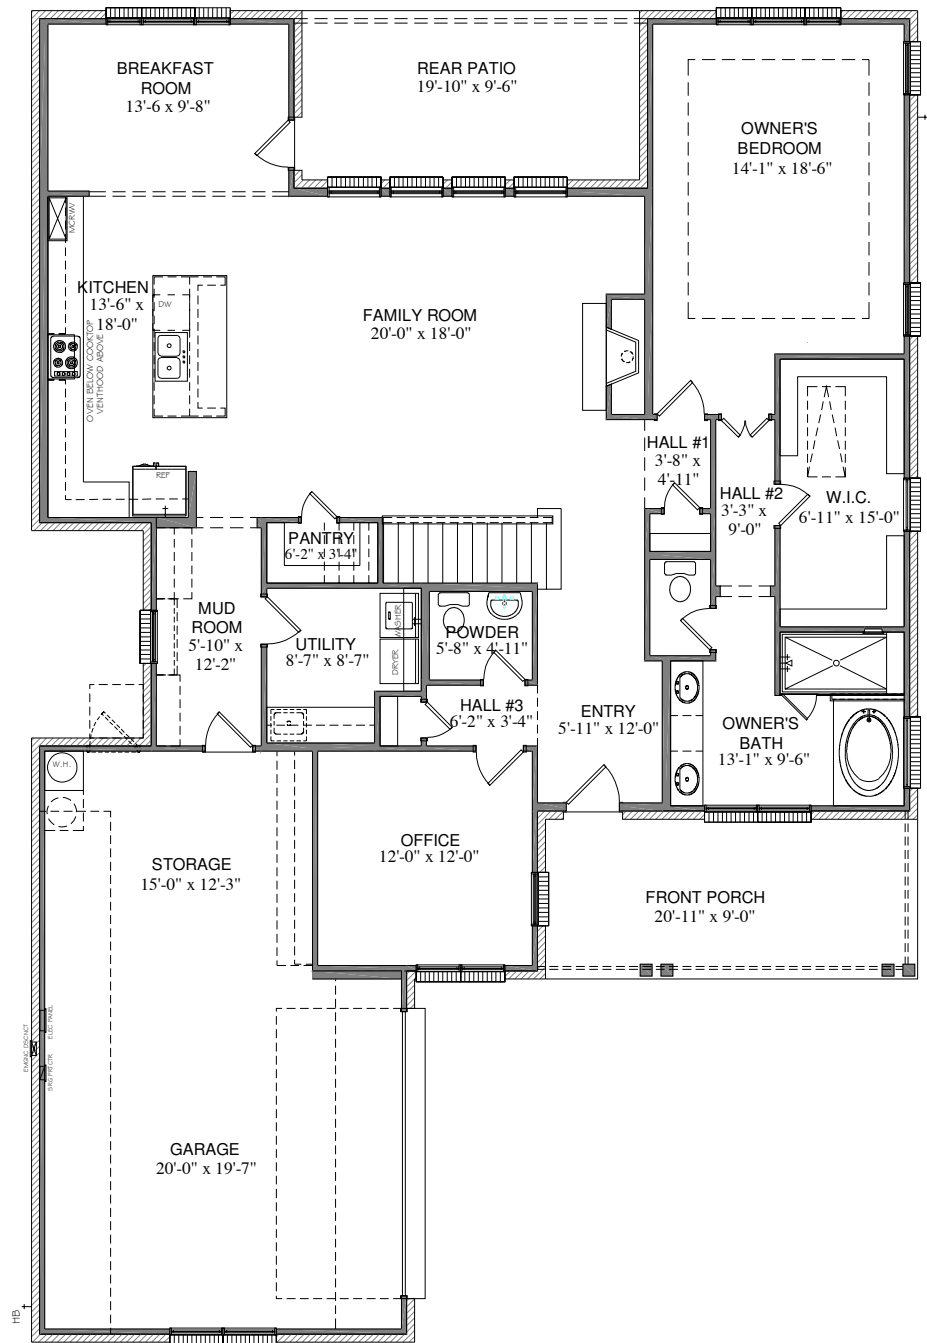 BREAKFAST
ROOM
13'-6 x 9'-8"
REAR PATIO
19'-10" x 9'-6"
OWNER'S
BEDROOM
14'-1" x 18'-6"
MCRWV
KITCHEN
13'-6" x
18'-0"
DW
OVEN BELOW COOKTOP
VENTHOOD ABOVE
FAMILY ROOM
20'-0" x 18'-0"
REF
HALL #1
3'-8" x
4'-11"
HALL #2
3'-3" x
9'-0"
W.I.C.
6'-11" x 15'-0"
PANTRY
6'-2" x 3'-4"
MUD
ROOM
5'-10" x
12'-2"
UTILITY
8'-7" x 8'-7"
WASHER
DRYER
POWDER
5'-8" x 4'-11"
HALL #3
6'-2" x 3'-4"
ENTRY
5'-11" x 12'-0"
OWNER'S
BATH
13'-1" x 9'-6"
W.H.
STORAGE
15'-0" x 12'-3"
OFFICE
12'-0" x 12'-0"
FRONT PORCH
20'-11" x 9'-0"
ELEC PANEL
GARAGE
20'-0" x 19'-7"
HB